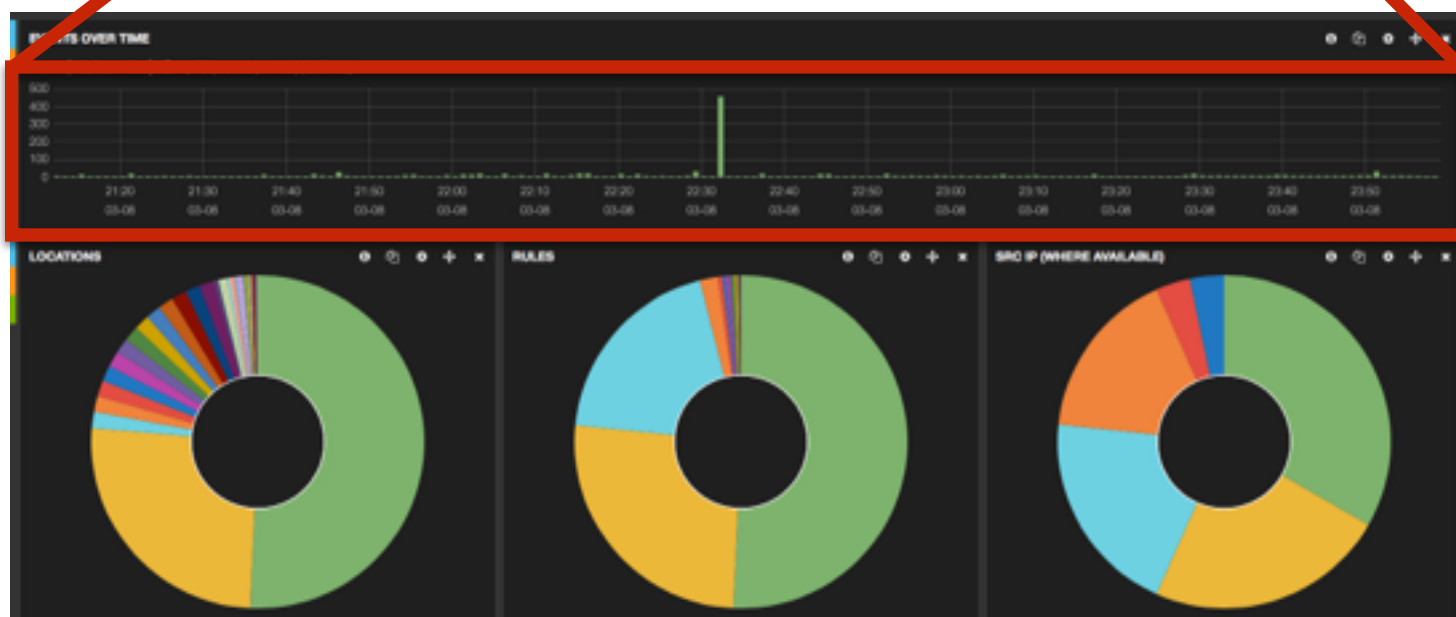 EVENTS OVER TIME
500
400
300
200
100
0
21:20 21:30 21:40 21:50 22:00 22:10 22:20 22:30 22:40 22:50 23:00 23:10 23:20 23:30 23:40 23:50
03-08 03-08 03-08 03-08 03-08 03-08 03-08 03-08 03-08 03-08 03-08 03-08 03-08 03-08 03-08 03-08
LOCATIONS
RULES
SRC IP (WHERE AVAILABLE)